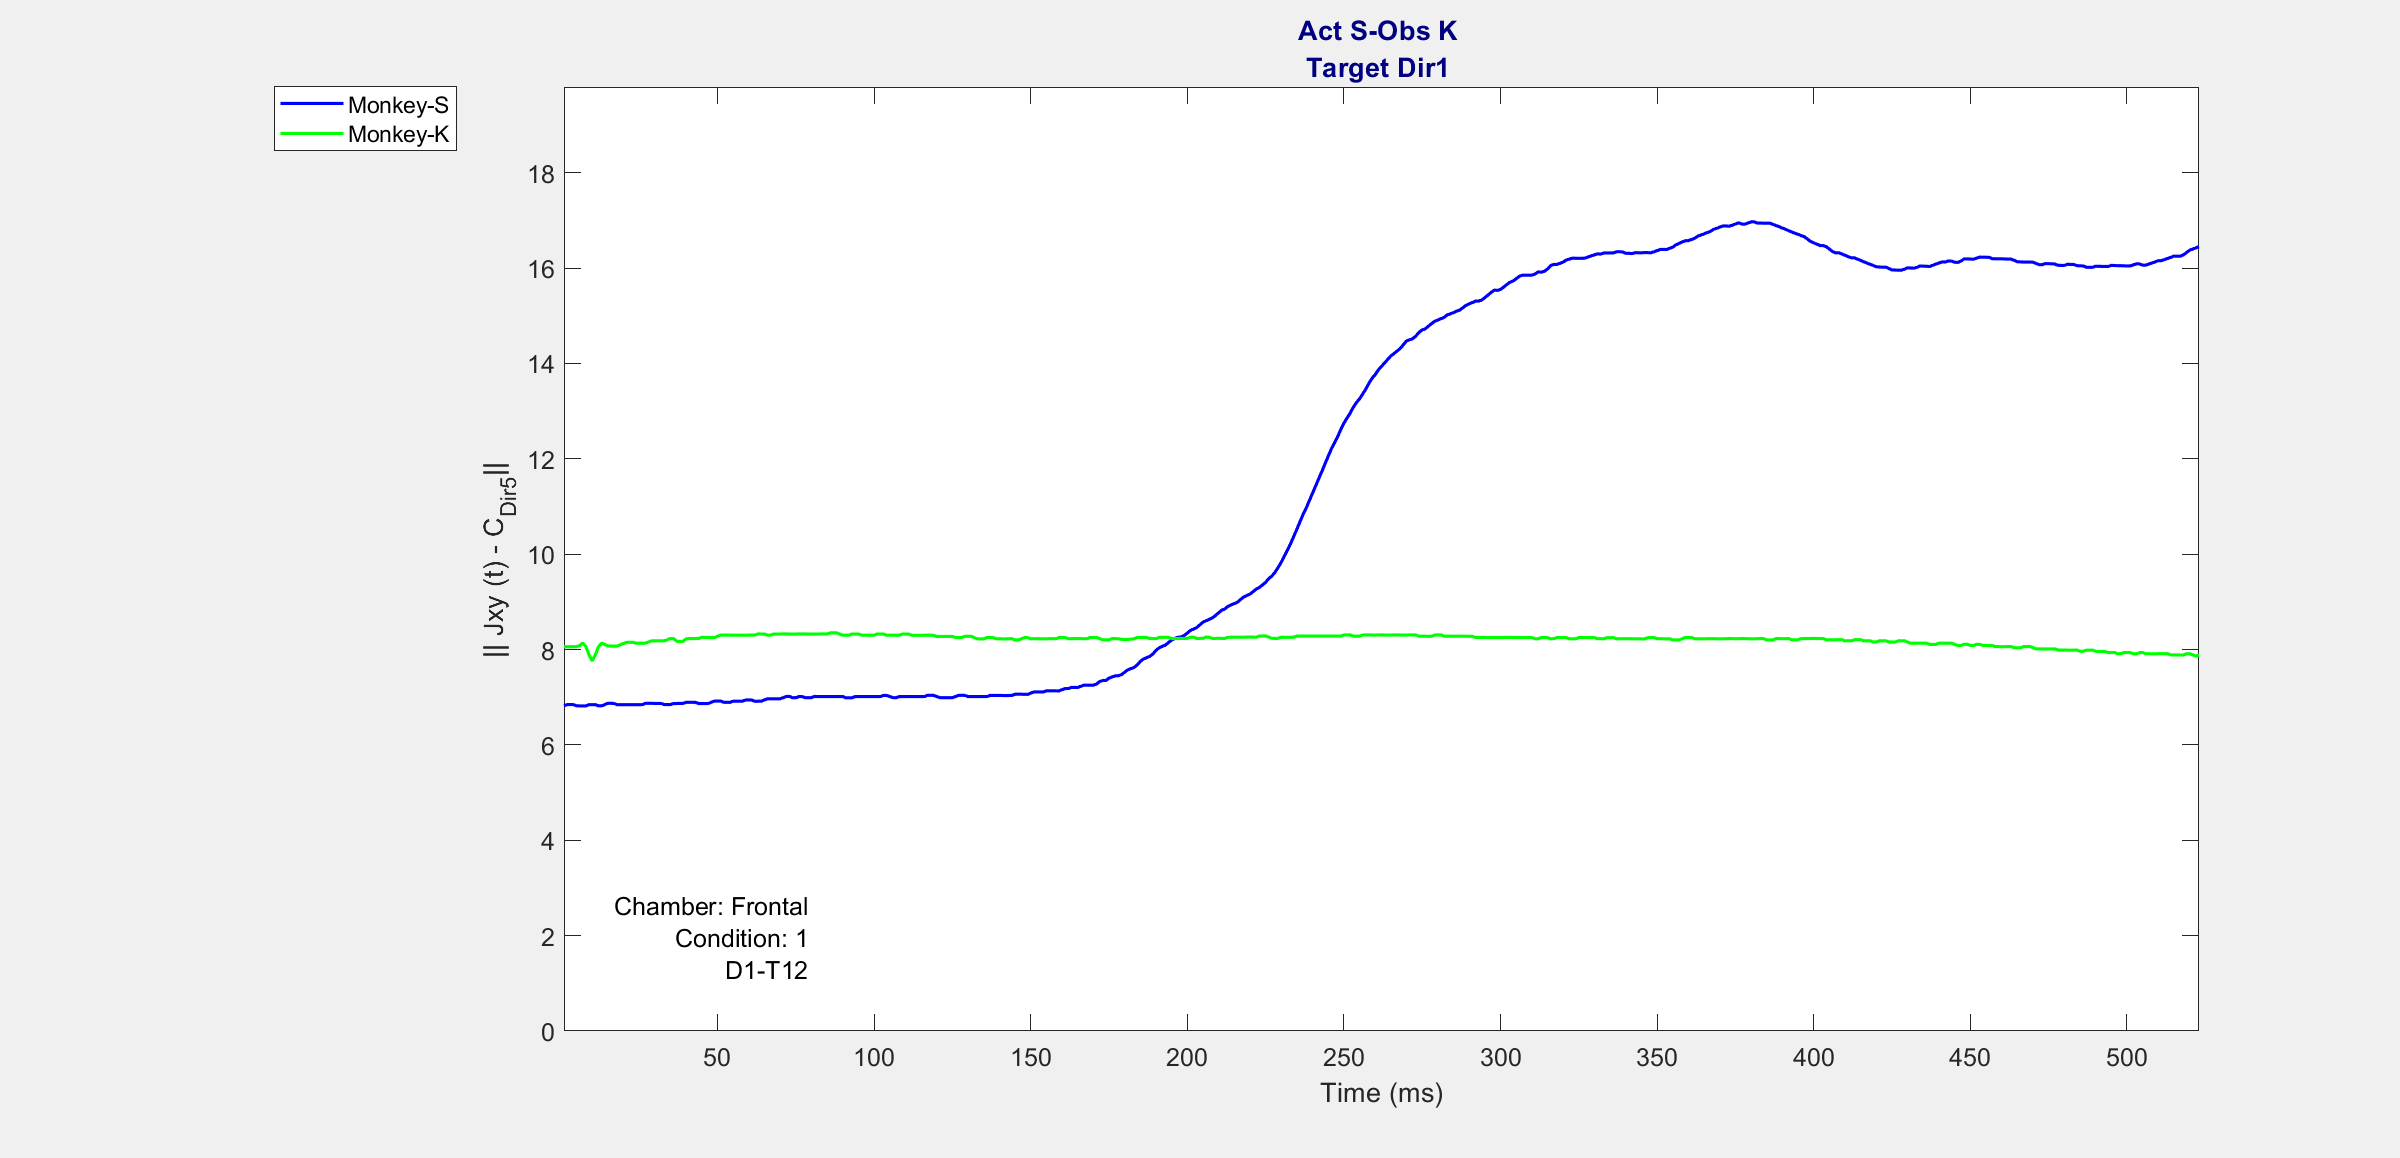 Act S-Obs K
Target Dir1
Monkey-S
Monkey-K
18
16
14
12
10
8
6
4
2
0
|| Jxy (t) - C_Dir5||
Chamber: Frontal
Condition: 1
D1-T12
50 100 150 200 250 300 350 400 450 500
Time (ms)